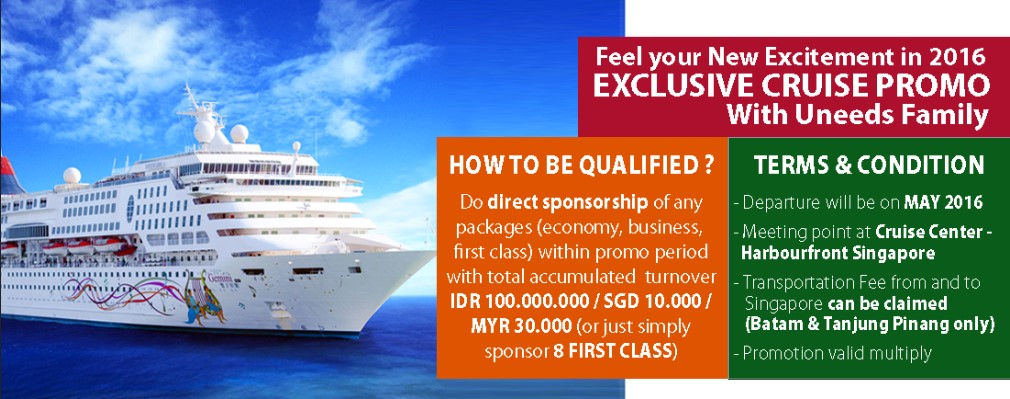 Feel your New Excitement in 2016
EXCLUSIVE CRUISE PROMO
With Uneeds Family
HOW TO BE QUALIFIED ?
Do direct sponsorship of any
packages (economy, business,
first class) within promo period
with total accumulated turnover
IDR 100.000.000 / SGD 10.000 /
MYR 30.000 (or just simply
sponsor 8 FIRST CLASS)
TERMS & CONDITION
- Departure will be on MAY 2016
- Meeting point at Cruise Center -
Harbourfront Singapore
- Transportation Fee from and to
Singapore can be claimed
(Batam & Tanjung Pinang only)
- Promotion valid multiply
Gemini